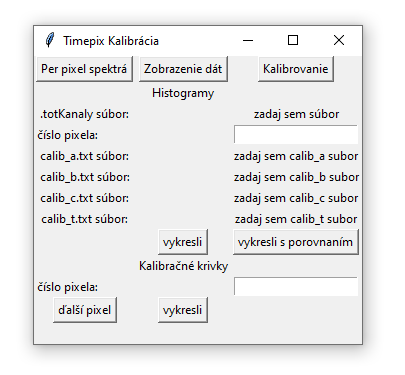 Timepix Kalibrácia
Per pixel spektrá Zobrazenie dát Kalibrovanie
Histogramy
.totKanaly súbor: zadaj sem súbor
číslo pixela:
calib_a.txt súbor: zadaj sem calib_a subor
calib_b.txt súbor: zadaj sem calib_b subor
calib_c.txt súbor: zadaj sem calib_c subor
calib_t.txt súbor: zadaj sem calib_t subor
vykresli vykresli s porovnaním
Kalibračné krivky
číslo pixela:
ďalší pixel vykresli